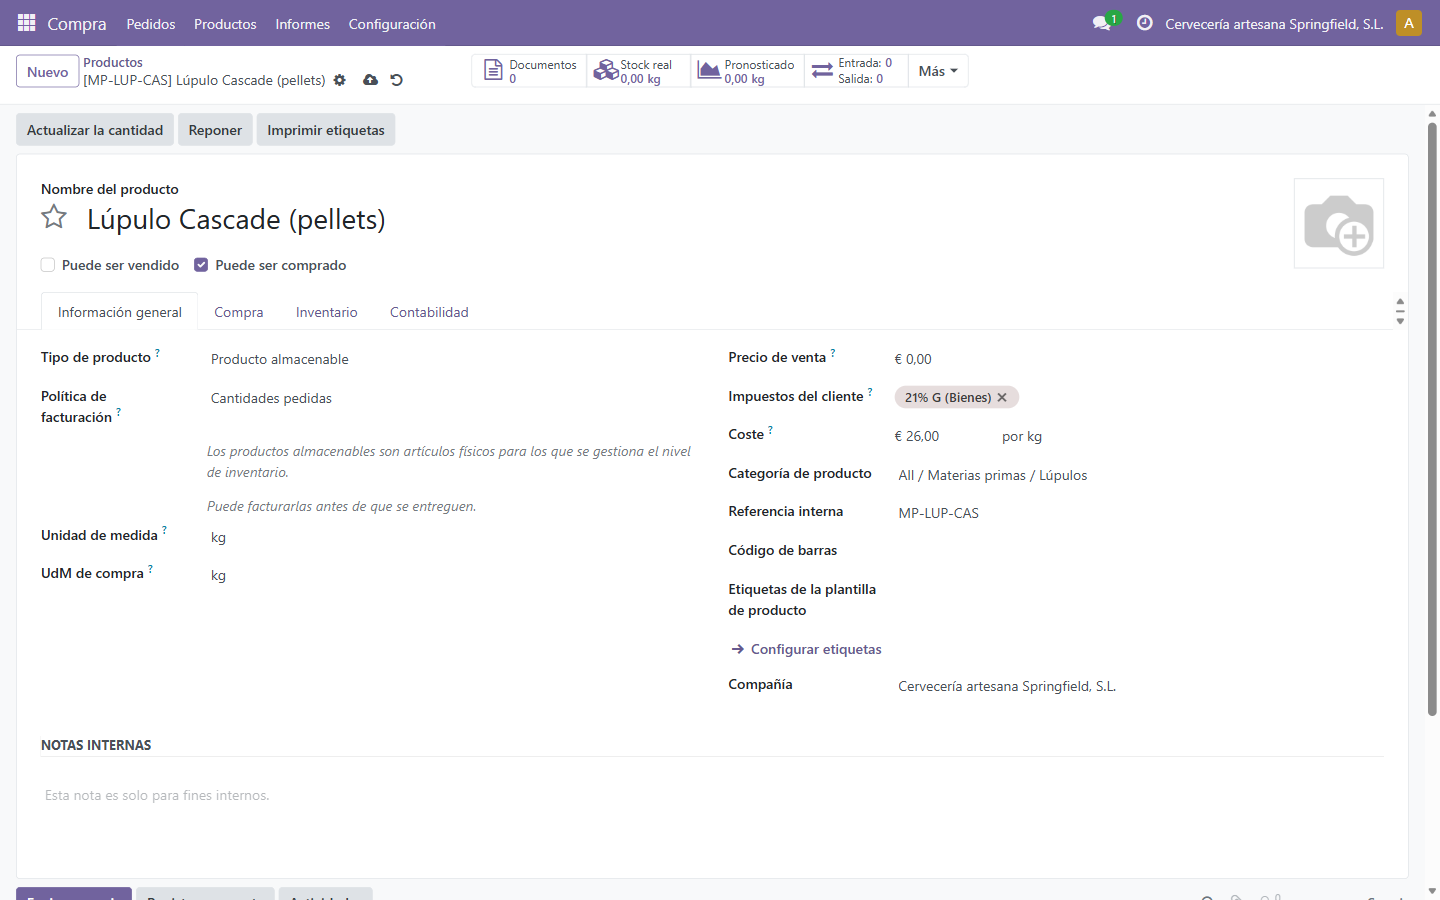 Compra Pedidos Productos Informes Configuración 1 Cervecería artesana Springfield, S.L. A
Nuevo
Productos
[MP-LUP-CAS] Lúpulo Cascade (pellets)
Documentos
0
Stock real
0,00 kg
Pronosticado
0,00 kg
Entrada: 0
Salida: 0
Más
Actualizar la cantidad Reponer Imprimir etiquetas
Nombre del producto
Lúpulo Cascade (pellets)
Puede ser vendido Puede ser comprado
Información general Compra Inventario Contabilidad
Tipo de producto ? Producto almacenable
Política de
facturación ?
Cantidades pedidas
Los productos almacenables son artículos físicos para los que se gestiona el nivel
de inventario.
Puede facturarlas antes de que se entreguen.
Unidad de medida ? kg
UdM de compra ? kg
Precio de venta ? € 0,00
Impuestos del cliente ? 21% G (Bienes)
Coste ? € 26,00 por kg
Categoría de producto All / Materias primas / Lúpulos
Referencia interna MP-LUP-CAS
Código de barras
Etiquetas de la plantilla
de producto
Configurar etiquetas
Compañía Cervecería artesana Springfield, S.L.
NOTAS INTERNAS
Esta nota es solo para fines internos.